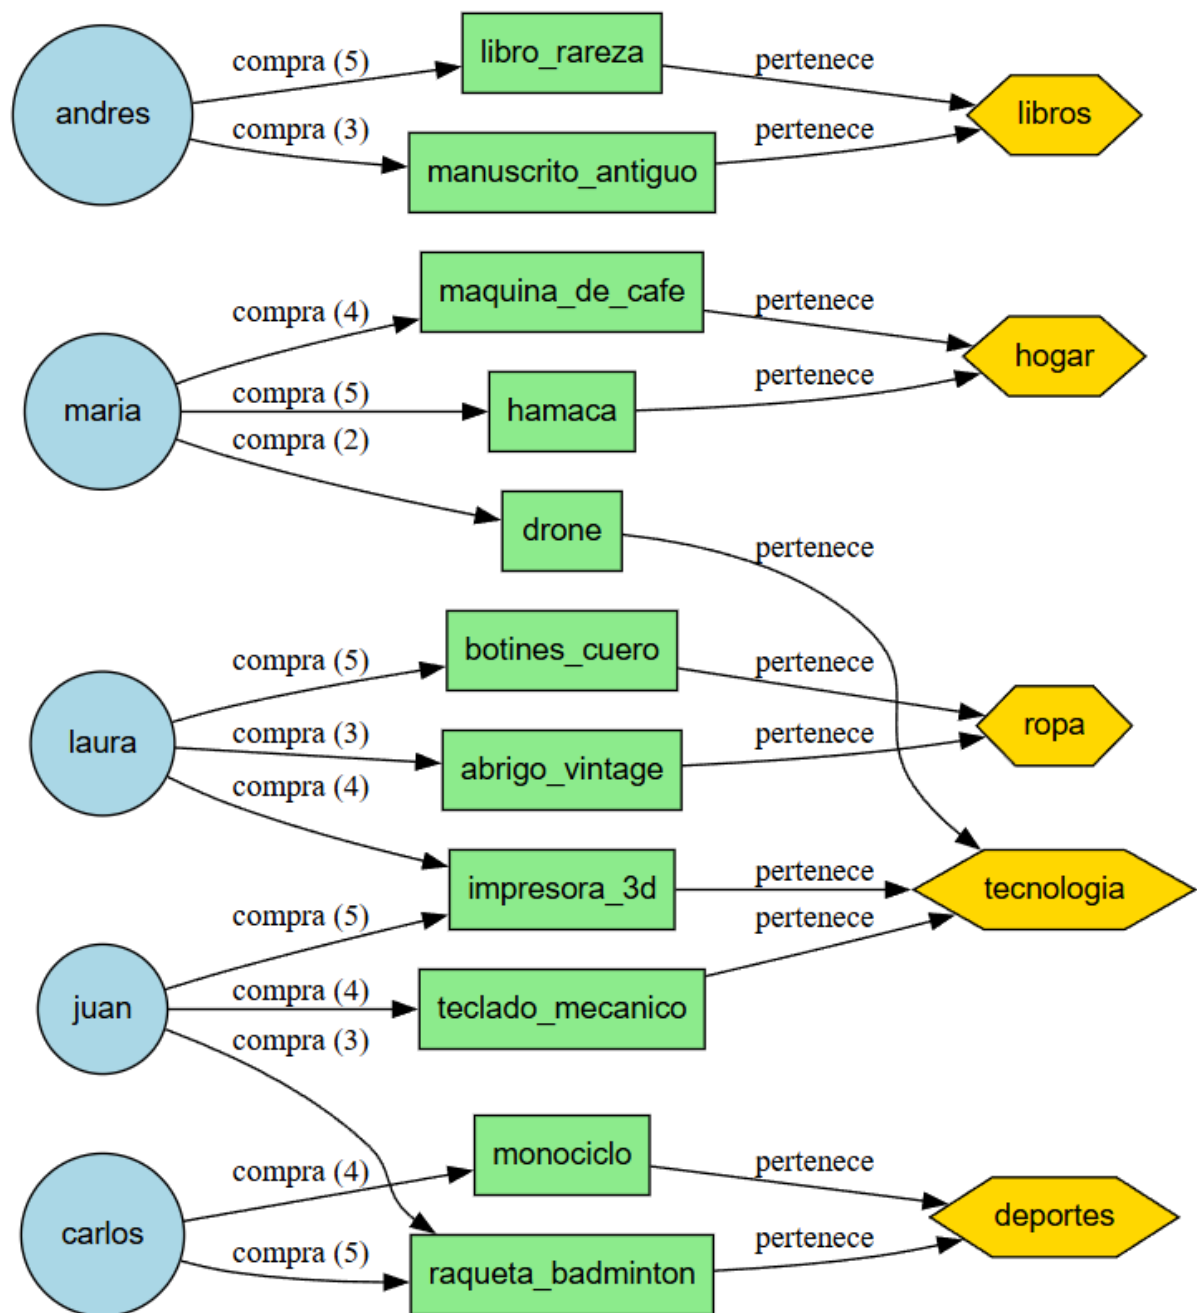 compra (5)
libro_rareza
pertenece
andres
compra (3)
manuscrito_antiguo
pertenece
libros
compra (4)
maquina_de_cafe
pertenece
maria
compra (5)
hamaca
pertenece
hogar
compra (2)
drone
pertenece
compra (5)
botines_cuero
pertenece
laura
compra (3)
abrigo_vintage
pertenece
ropa
compra (4)
impresora_3d
pertenece
tecnologia
compra (5)
juan
compra (4)
teclado_mecanico
pertenece
compra (3)
compra (4)
monociclo
pertenece
carlos
compra (5)
raqueta_badminton
pertenece
deportes